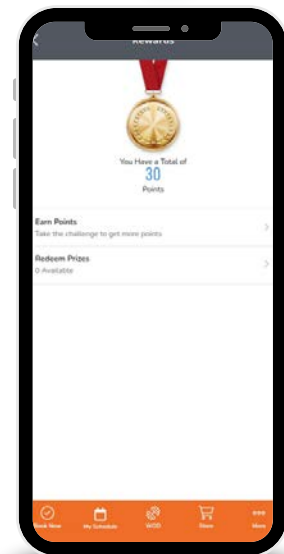 Rewards
You Have a Total of
30
Points
Earn Points
Take the challenge to get more points
Redeem Prizes
0 Available
Book Now
My Schedule
WOD
Store
More